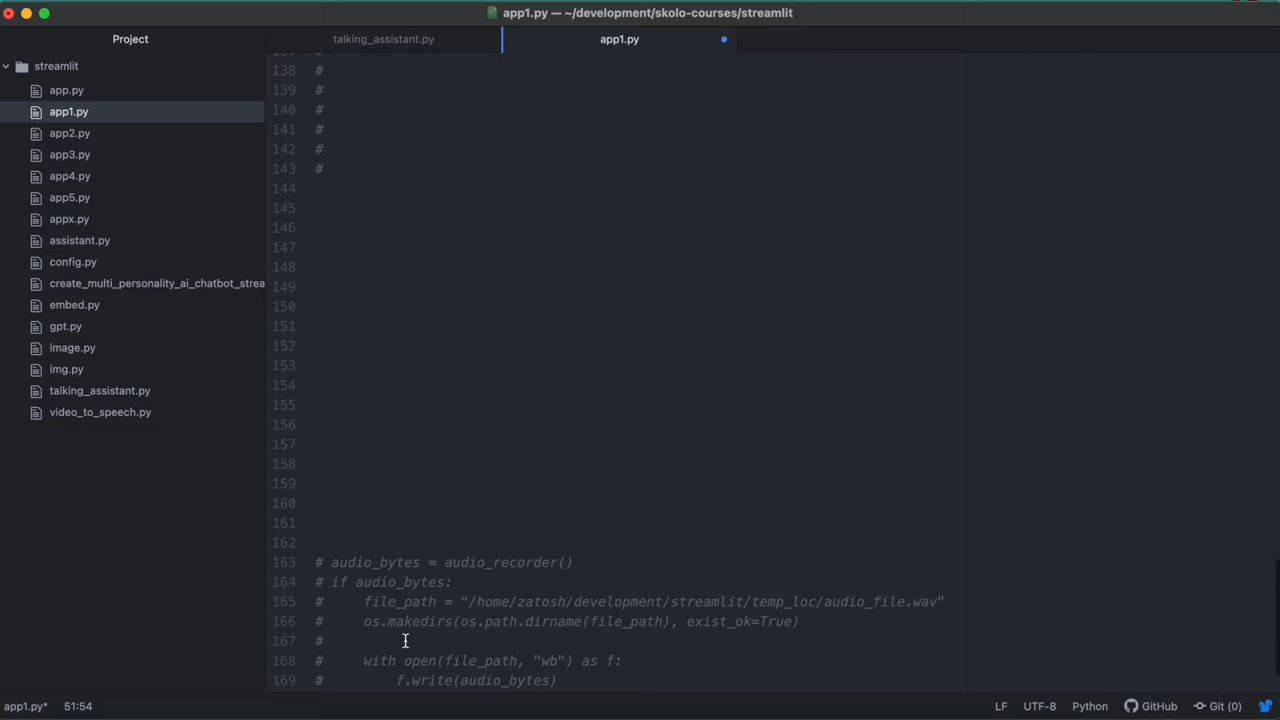 app1.py — ~/development/skolo-courses/streamlit
Project
talking_assistant.py
app1.py
streamlit
app.py
app1.py
app2.py
app3.py
app4.py
app5.py
appx.py
assistant.py
config.py
create_multi_personality_ai_chatbot_strea
embed.py
gpt.py
image.py
img.py
talking_assistant.py
video_to_speech.py
138 #
139 #
140 #
141 #
142 #
143 #
144
145
146
147
148
149
150
151
152
153
154
155
156
157
158
159
160
161
162
163 # audio_bytes = audio_recorder()
164 # if audio_bytes:
165 #     file_path = "/home/zatosh/development/streamlit/temp_loc/audio_file.wav"
166 #     os.makedirs(os.path.dirname(file_path), exist_ok=True)
167 #
168 #     with open(file_path, "wb") as f:
169 #         f.write(audio_bytes)
app1.py* 51:54 LF UTF-8 Python GitHub Git (0)